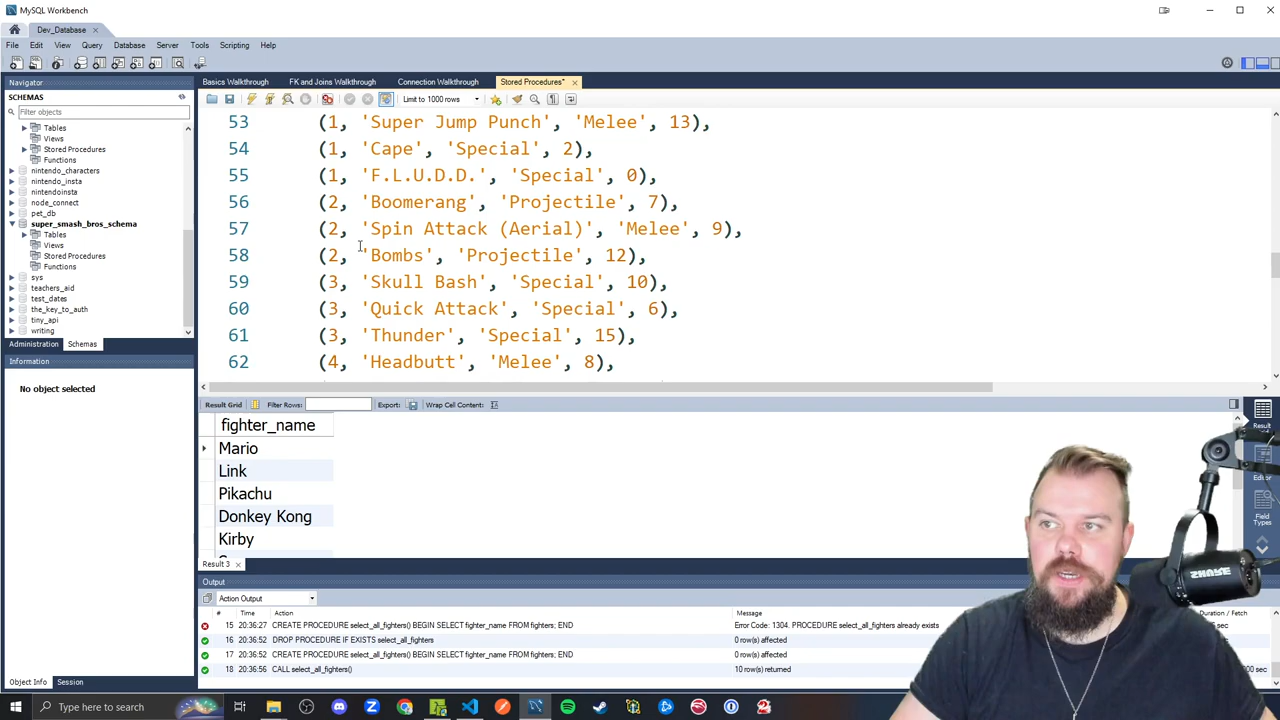 MySQL Workbench
Dev_Database
File Edit View Query Database Server Tools Scripting Help
Navigator
Basics Walkthrough FK and Joins Walkthrough Connection Walkthrough Stored Procedures*
SCHEMAS
Limit to 1000 rows
Filter objects
Tables
Views
Stored Procedures
Functions
nintendo_characters
nintendo_insta
nintendoinsta
node_connect
pet_db
super_smash_bros_schema
Tables
Views
Stored Procedures
Functions
sys
teachers_aid
test_dates
the_key_to_auth
tiny_api
writing
Administration Schemas
Information
No object selected
53 (1, 'Super Jump Punch', 'Melee', 13),
54 (1, 'Cape', 'Special', 2),
55 (1, 'F.L.U.D.D.', 'Special', 0),
56 (2, 'Boomerang', 'Projectile', 7),
57 (2, 'Spin Attack (Aerial)', 'Melee', 9),
58 (2, 'Bombs', 'Projectile', 12),
59 (3, 'Skull Bash', 'Special', 10),
60 (3, 'Quick Attack', 'Special', 6),
61 (3, 'Thunder', 'Special', 15),
62 (4, 'Headbutt', 'Melee', 8),
Result Grid Filter Rows: Export: Wrap Cell Content:
fighter_name
Mario
Link
Pikachu
Donkey Kong
Kirby
Result
Editor
Field
Types
Result 3
Output
Action Output
# Time Action Message Duration / Fetch
15 20:36:27 CREATE PROCEDURE select_all_fighters() BEGIN SELECT fighter_name FROM fighters; END Error Code: 1304. PROCEDURE select_all_fighters already exists sec
16 20:36:52 DROP PROCEDURE IF EXISTS select_all_fighters 0 row(s) affected
17 20:36:52 CREATE PROCEDURE select_all_fighters() BEGIN SELECT fighter_name FROM fighters; END 0 row(s) affected
18 20:36:56 CALL select_all_fighters() 10 row(s) returned sec
Object Info Session
Type here to search
SHURE